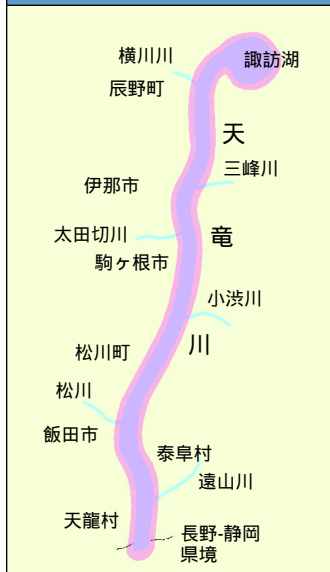 横川川
諏訪湖
辰野町
天
三峰川
伊那市
太田切川
竜
駒ヶ根市
小渋川
川
松川町
松川
飯田市
泰阜村
遠山川
天龍村
長野-静岡
県境